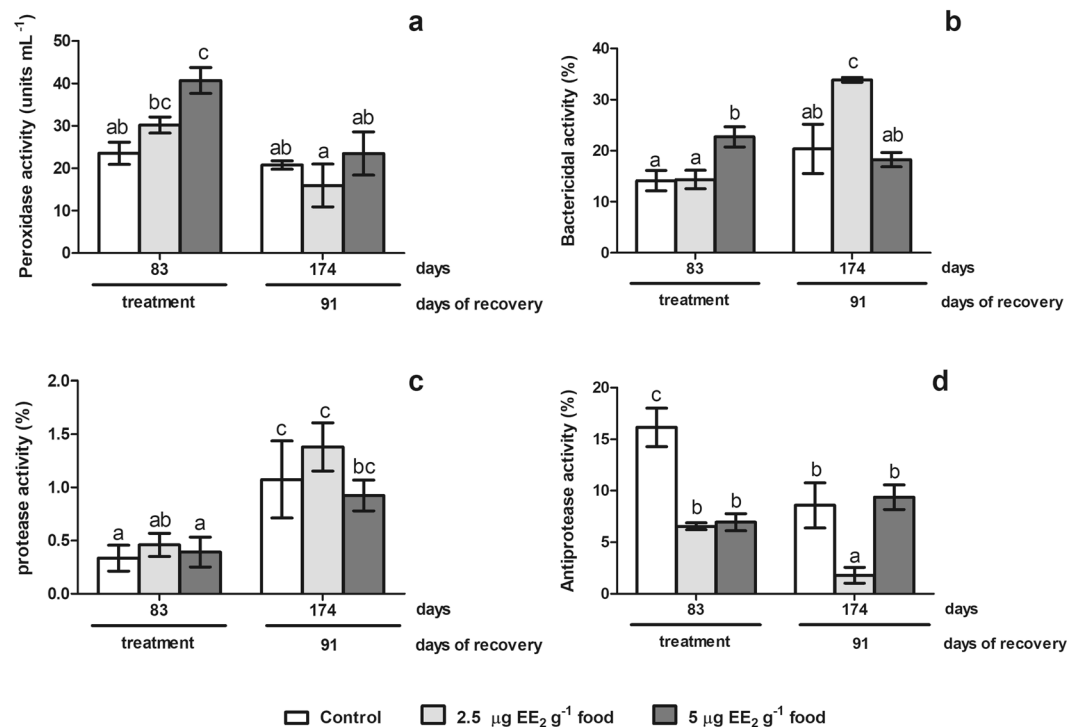 a
Peroxidase activity (units mL⁻¹)
50
40
30
20
10
0
ab
bc
c
ab
a
ab
83
174
days
treatment
91
days of recovery
b
Bactericidal activity (%)
40
30
20
10
0
a
a
b
ab
c
ab
83
174
days
treatment
91
days of recovery
c
protease activity (%)
2.0
1.5
1.0
0.5
0.0
a
ab
a
c
c
bc
83
174
days
treatment
91
days of recovery
d
Antiprotease activity (%)
20
15
10
5
0
c
b
b
b
a
b
83
174
days
treatment
91
days of recovery
Control 2.5 μg EE₂ g⁻¹ food 5 μg EE₂ g⁻¹ food